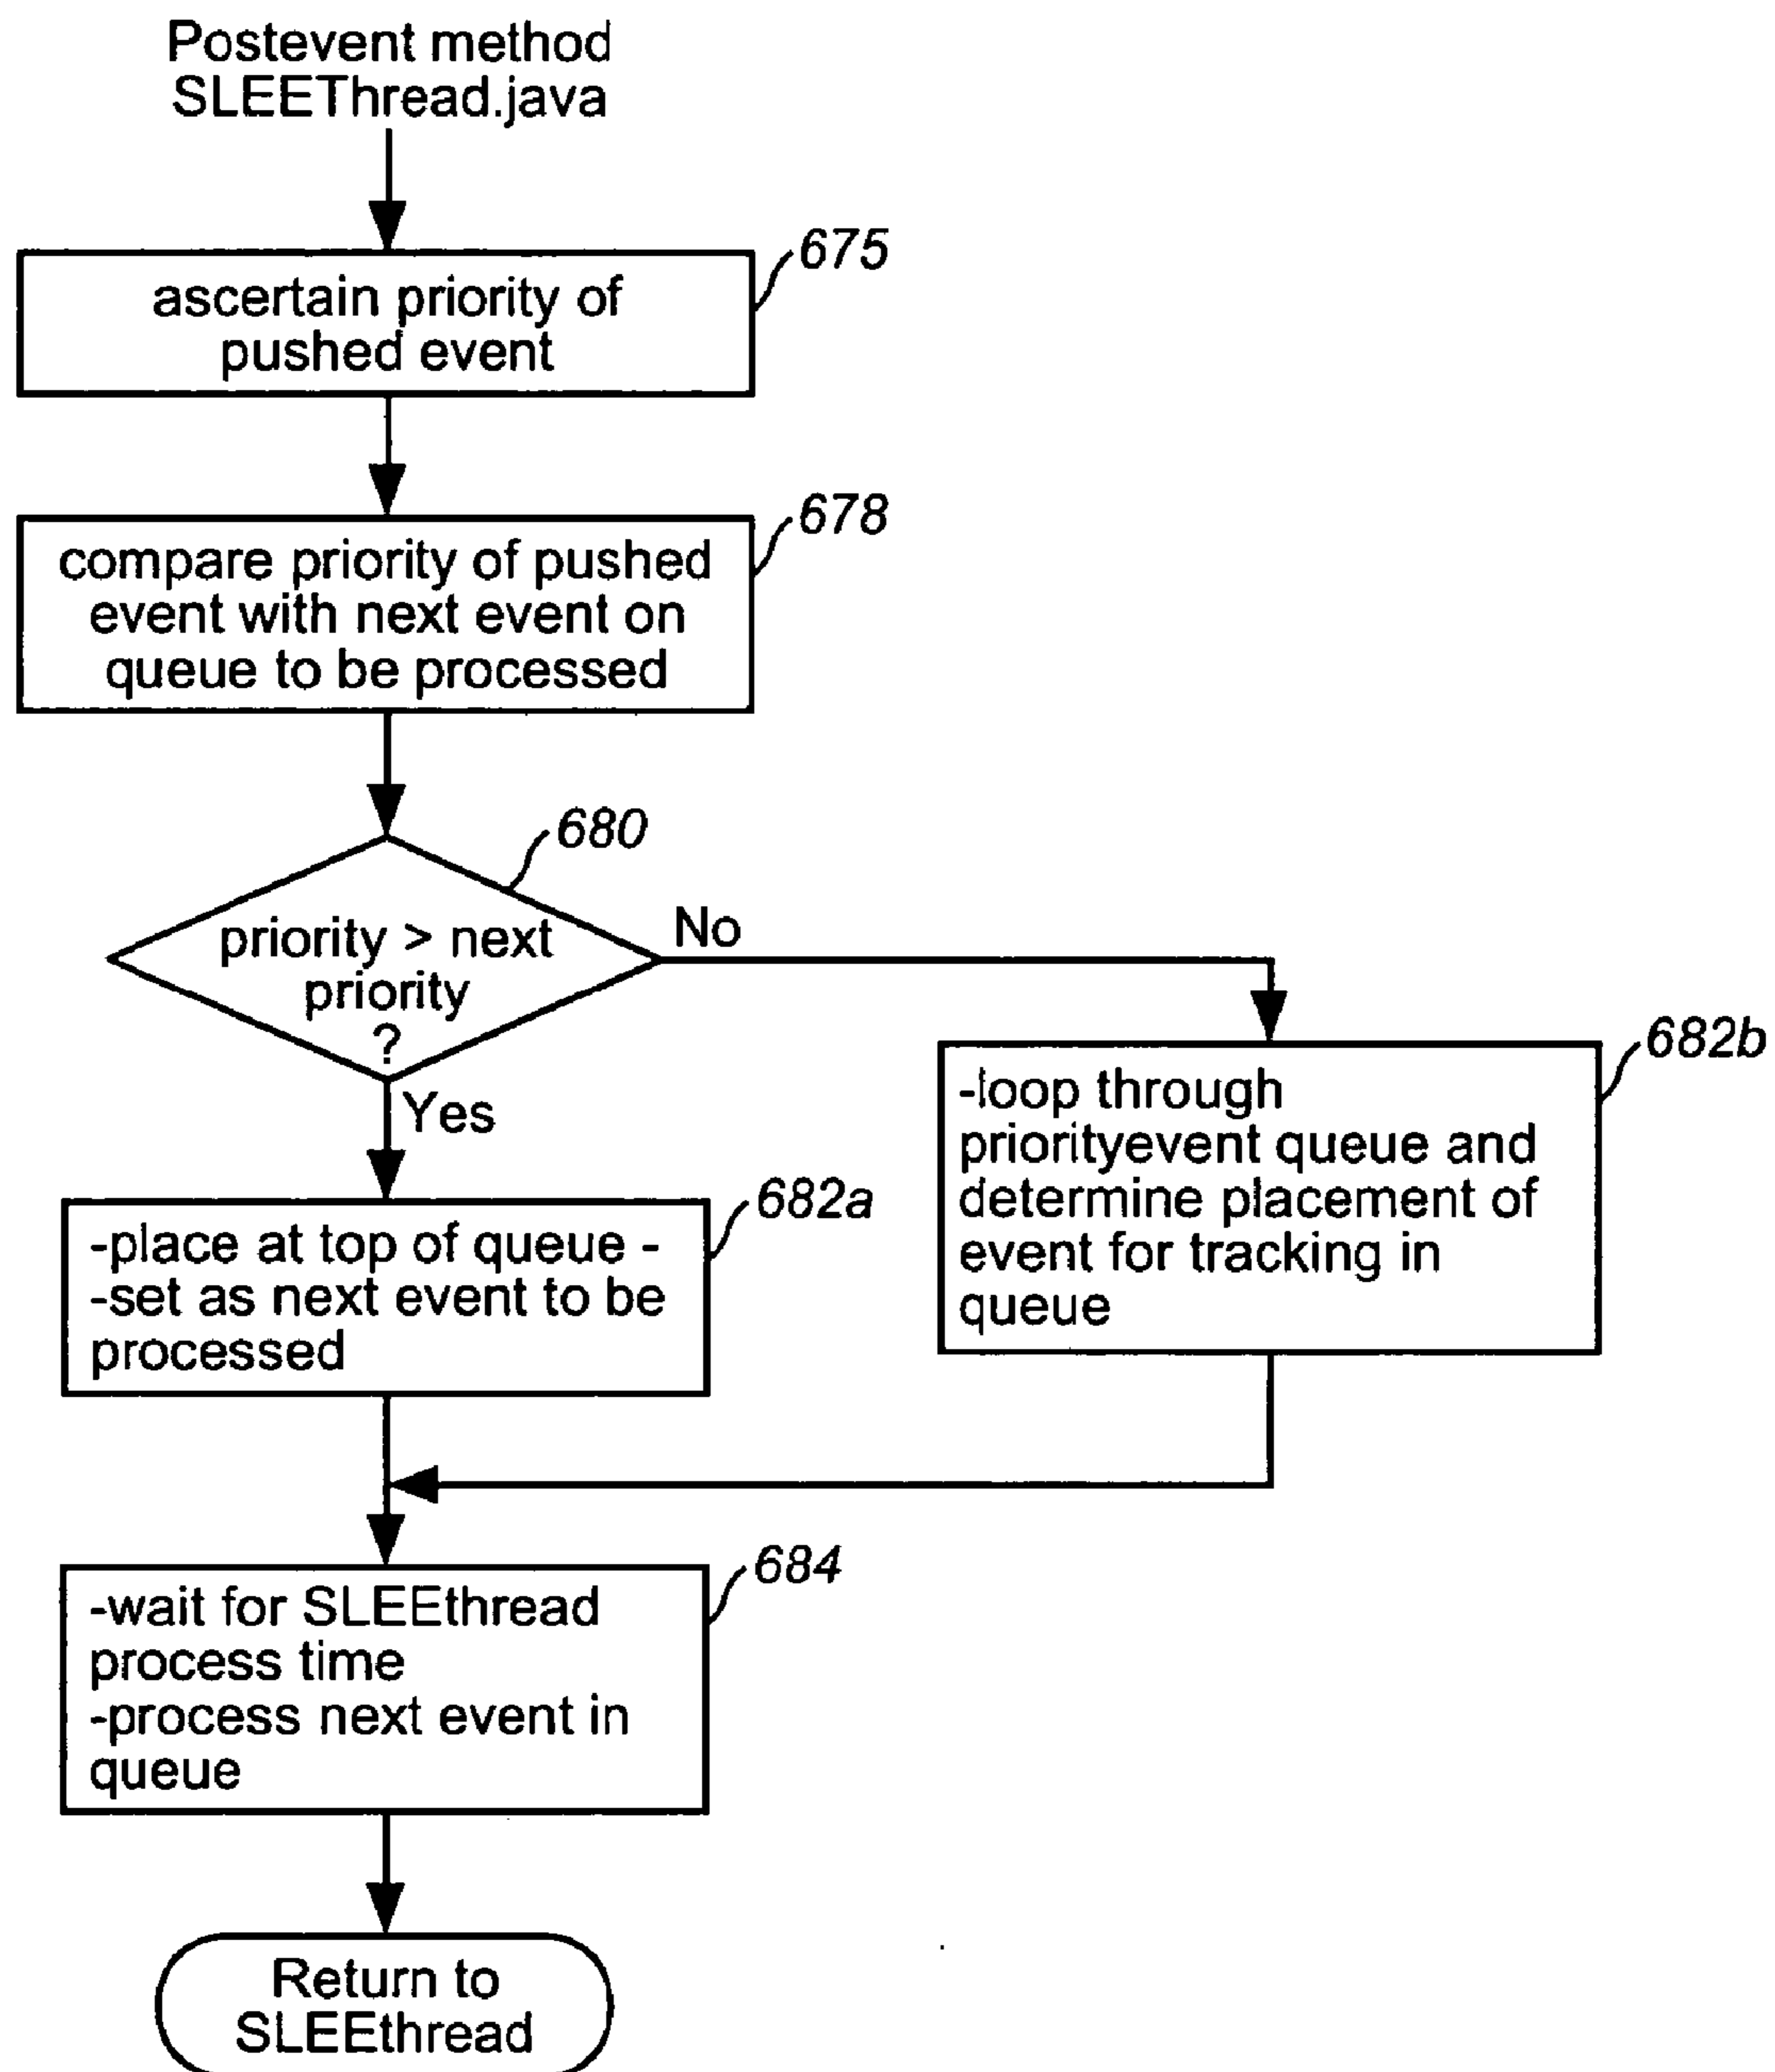 Postevent method
SLEEThread.java
675
ascertain priority of
pushed event
678
compare priority of pushed
event with next event on
queue to be processed
680
priority > next
priority
?
No
Yes
682b
-loop through
priorityevent queue and
determine placement of
event for tracking in
queue
682a
-place at top of queue -
-set as next event to be
processed
684
-wait for SLEEthread
process time
-process next event in
queue
Return to
SLEEthread